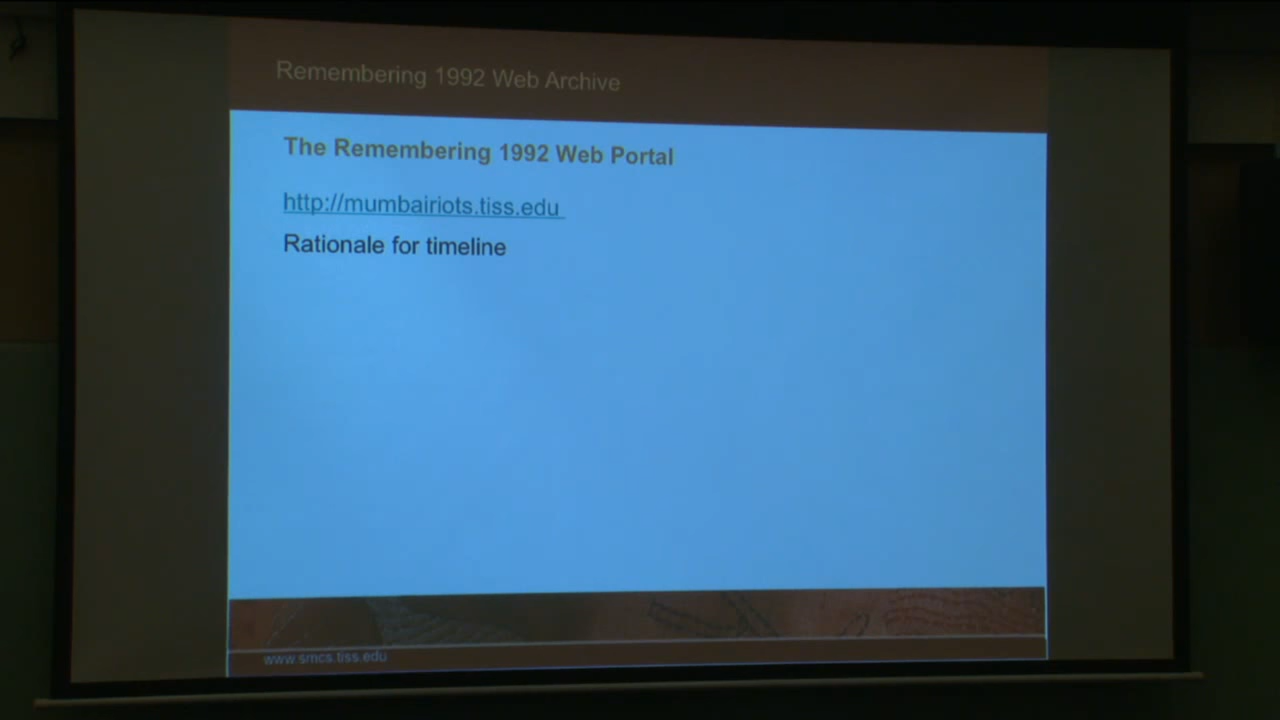 Remembering 1992 Web Archive
The Remembering 1992 Web Portal
http://mumbairiots.tiss.edu
Rationale for timeline
www.smcs.tiss.edu